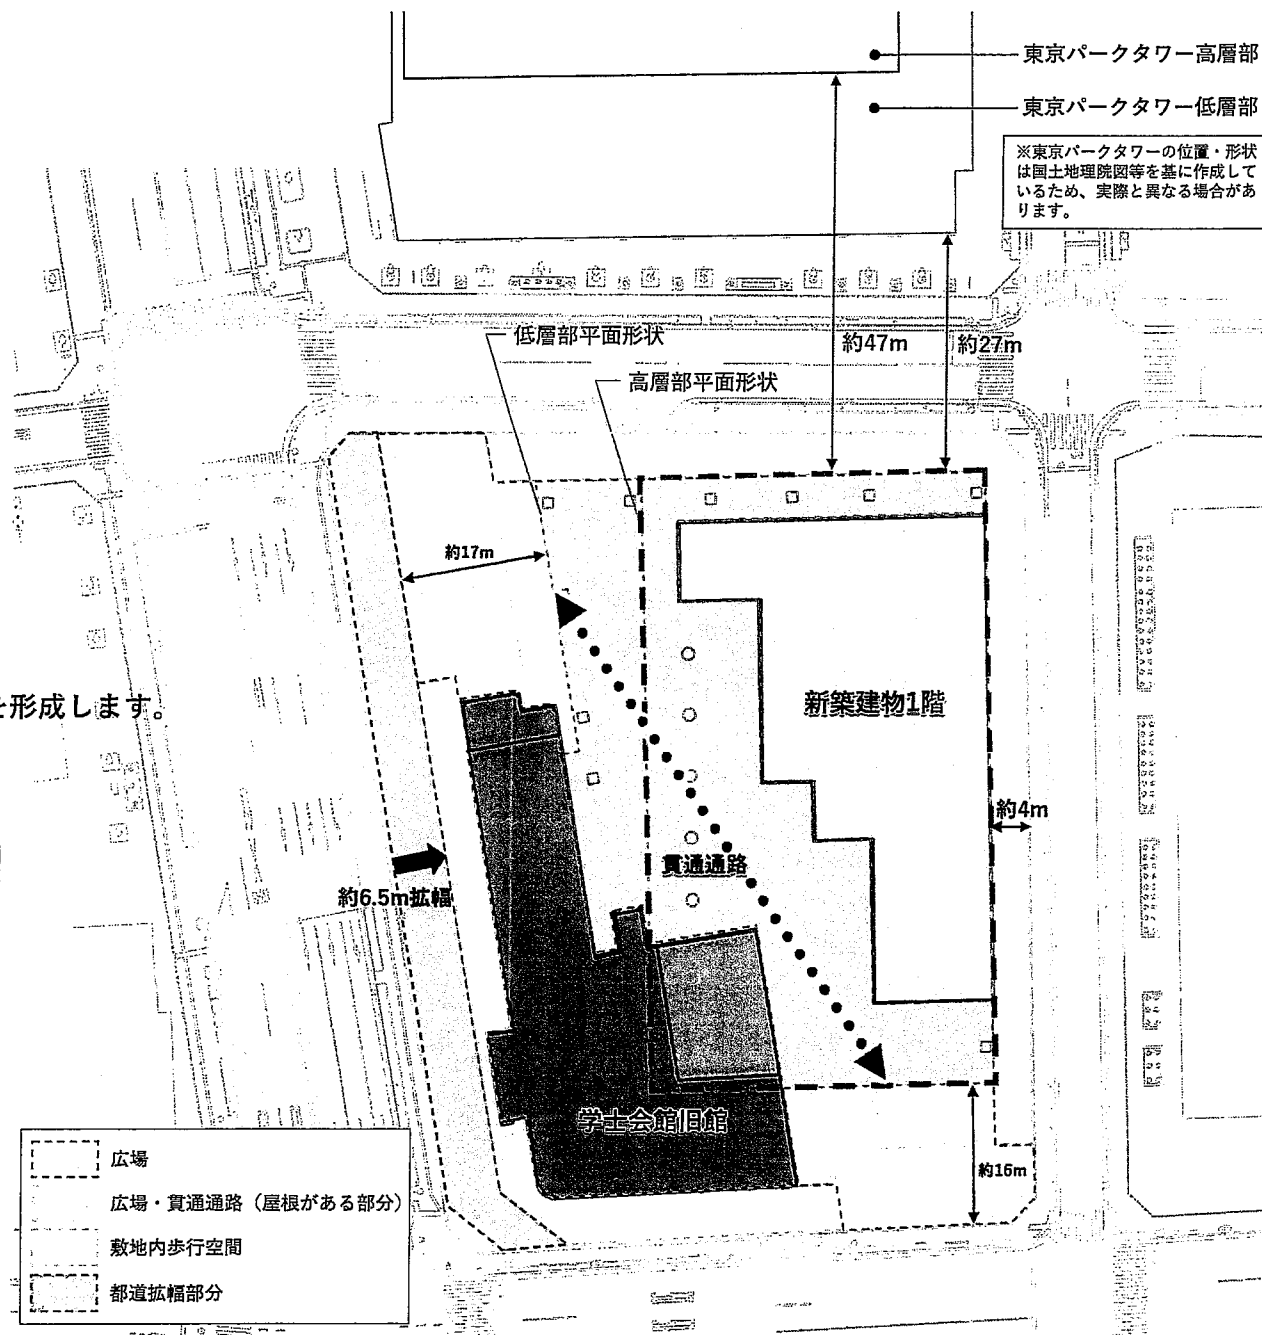 東京パークタワー高層部
東京パークタワー低層部
※東京パークタワーの位置・形状
は国土地理院図等を基に作成して
いるため、実際と異なる場合があ
ります。
低層部平面形状
約47m
約27m
高層部平面形状
約17m
を形成します。
新築建物1階
約4m
貫通通路
約6.5m拡幅
学士会館旧館
約16m
広場
広場・貫通通路(屋根がある部分)
敷地内歩行空間
都道拡幅部分